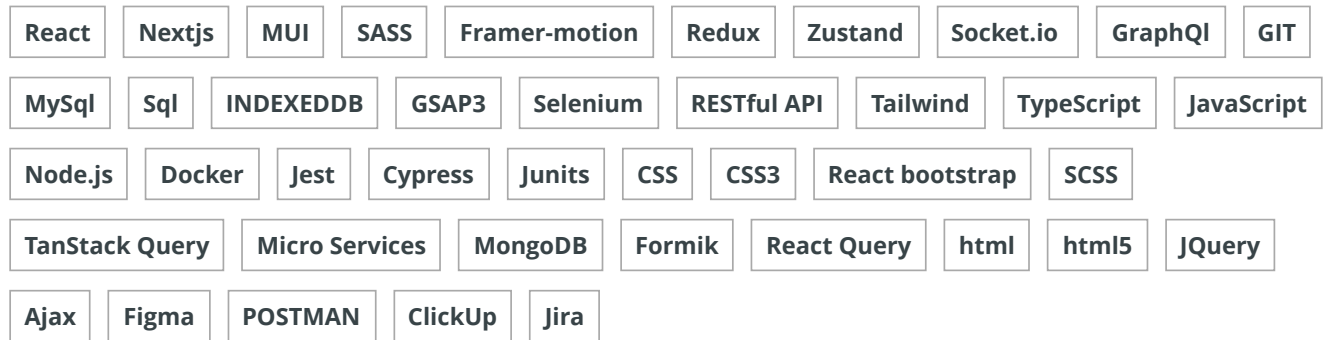 React Nextjs MUI SASS Framer-motion Redux Zustand Socket.io GraphQl GIT
MySql Sql INDEXEDDB GSAP3 Selenium RESTful API Tailwind TypeScript JavaScript
Node.js Docker Jest Cypress Junits CSS CSS3 React bootstrap SCSS
TanStack Query Micro Services MongoDB Formik React Query html html5 JQuery
Ajax Figma POSTMAN ClickUp Jira